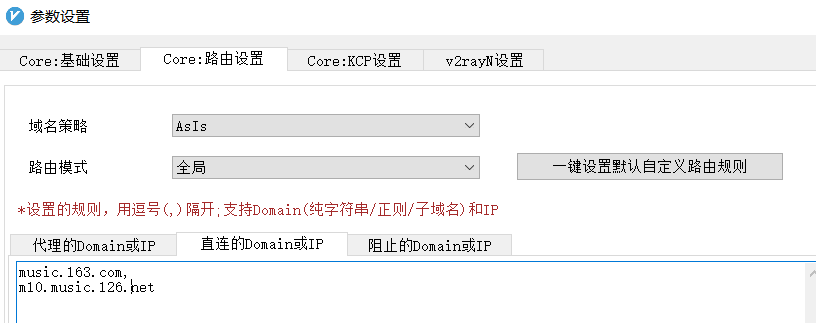 参数设置
Core:基础设置 Core:路由设置 Core:KCP设置 v2rayN设置
域名策略 AsIs
路由模式 全局 一键设置默认自定义路由规则
*设置的规则，用逗号(,)隔开;支持Domain(纯字符串/正则/子域名)和IP
代理的Domain或IP 直连的Domain或IP 阻止的Domain或IP
music.163.com,
m10.music.126.net